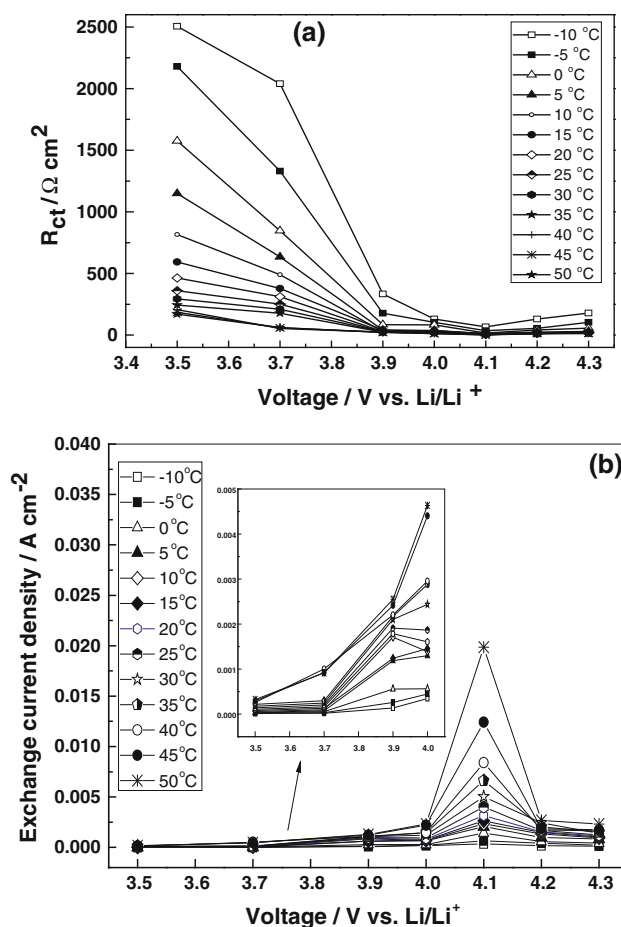 (a)
2500
2000
1500
1000
500
0
R ct / Ω cm 2
-10 °C
-5 °C
0 °C
5 °C
10 °C
15 °C
20 °C
25 °C
30 °C
35 °C
40 °C
45 °C
50 °C
3.4 3.5 3.6 3.7 3.8 3.9 4.0 4.1 4.2 4.3
Voltage / V vs. Li/Li +
(b)
0.040
0.035
0.030
0.025
0.020
0.015
0.010
0.005
0.000
Exchange current density / A cm-2
-10°C
-5°C
0°C
5°C
10°C
15°C
20°C
25°C
30°C
35°C
40°C
45°C
50°C
0.005
0.004
0.003
0.002
0.001
0.000
3.5 3.6 3.7 3.8 3.9 4.0
3.5 3.6 3.7 3.8 3.9 4.0 4.1 4.2 4.3
Voltage / V vs. Li/Li+